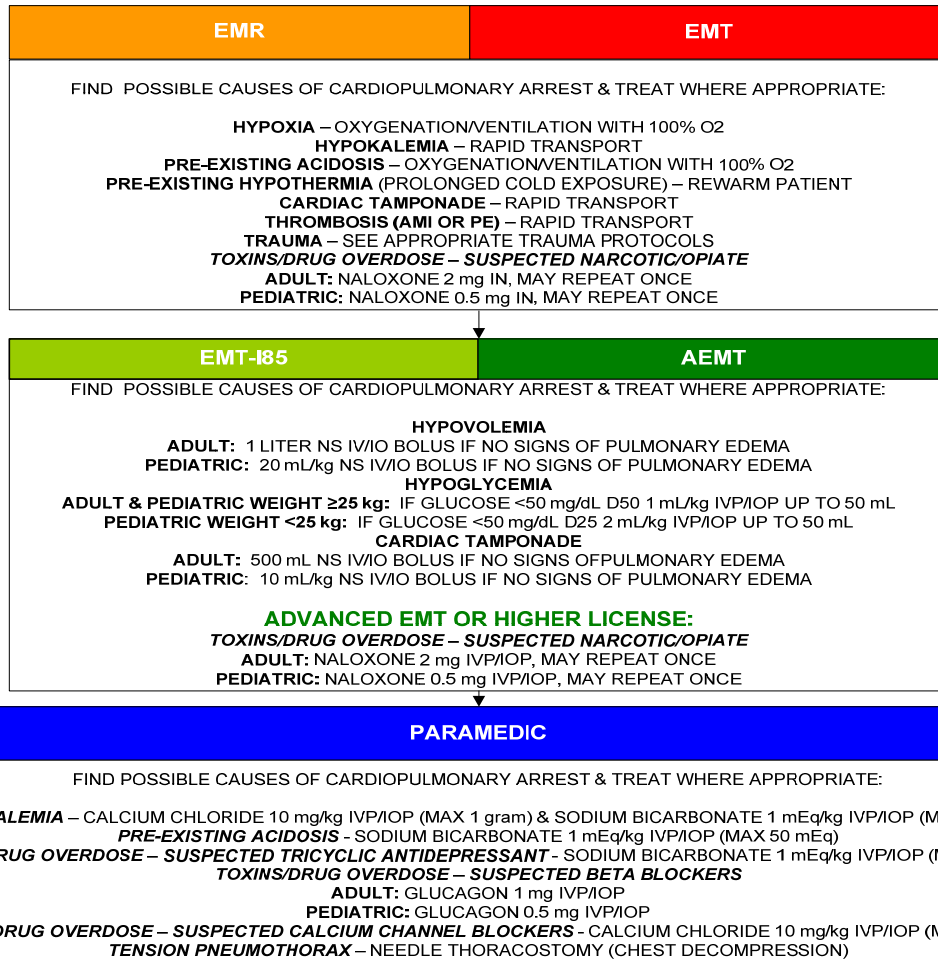 EMR
EMT
FIND POSSIBLE CAUSES OF CARDIOPULMONARY ARREST & TREAT WHERE APPROPRIATE:
HYPOXIA – OXYGENATION/VENTILATION WITH 100% O2
HYPOKALEMIA – RAPID TRANSPORT
PRE-EXISTING ACIDOSIS – OXYGENATION/VENTILATION WITH 100% O2
PRE-EXISTING HYPOTHERMIA (PROLONGED COLD EXPOSURE) – REWARM PATIENT
CARDIAC TAMPONADE – RAPID TRANSPORT
THROMBOSIS (AMI OR PE) – RAPID TRANSPORT
TRAUMA – SEE APPROPRIATE TRAUMA PROTOCOLS
TOXINS/DRUG OVERDOSE – SUSPECTED NARCOTIC/OPIATE
ADULT: NALOXONE 2 mg IN, MAY REPEAT ONCE
PEDIATRIC: NALOXONE 0.5 mg IN, MAY REPEAT ONCE
EMT-I85
AEMT
FIND POSSIBLE CAUSES OF CARDIOPULMONARY ARREST & TREAT WHERE APPROPRIATE:
HYPOVOLEMIA
ADULT: 1 LITER NS IV/IO BOLUS IF NO SIGNS OF PULMONARY EDEMA
PEDIATRIC: 20 mL/kg NS IV/IO BOLUS IF NO SIGNS OF PULMONARY EDEMA
HYPOGLYCEMIA
ADULT & PEDIATRIC WEIGHT ≥25 kg: IF GLUCOSE <50 mg/dL D50 1 mL/kg IVP/IOP UP TO 50 mL
PEDIATRIC WEIGHT <25 kg: IF GLUCOSE <50 mg/dL D25 2 mL/kg IVP/IOP UP TO 50 mL
CARDIAC TAMPONADE
ADULT: 500 mL NS IV/IO BOLUS IF NO SIGNS OFPULMONARY EDEMA
PEDIATRIC: 10 mL/kg NS IV/IO BOLUS IF NO SIGNS OF PULMONARY EDEMA
ADVANCED EMT OR HIGHER LICENSE:
TOXINS/DRUG OVERDOSE – SUSPECTED NARCOTIC/OPIATE
ADULT: NALOXONE 2 mg IVP/IOP, MAY REPEAT ONCE
PEDIATRIC: NALOXONE 0.5 mg IVP/IOP, MAY REPEAT ONCE
PARAMEDIC
FIND POSSIBLE CAUSES OF CARDIOPULMONARY ARREST & TREAT WHERE APPROPRIATE:
ALEMIA – CALCIUM CHLORIDE 10 mg/kg IVP/IOP (MAX 1 gram) & SODIUM BICARBONATE 1 mEq/kg IVP/IOP (M
PRE-EXISTING ACIDOSIS - SODIUM BICARBONATE 1 mEq/kg IVP/IOP (MAX 50 mEq)
RUG OVERDOSE – SUSPECTED TRICYCLIC ANTIDEPRESSANT - SODIUM BICARBONATE 1 mEq/kg IVP/IOP (M
TOXINS/DRUG OVERDOSE – SUSPECTED BETA BLOCKERS
ADULT: GLUCAGON 1 mg IVP/IOP
PEDIATRIC: GLUCAGON 0.5 mg IVP/IOP
DRUG OVERDOSE – SUSPECTED CALCIUM CHANNEL BLOCKERS - CALCIUM CHLORIDE 10 mg/kg IVP/IOP (M
TENSION PNEUMOTHORAX – NEEDLE THORACOSTOMY (CHEST DECOMPRESSION)